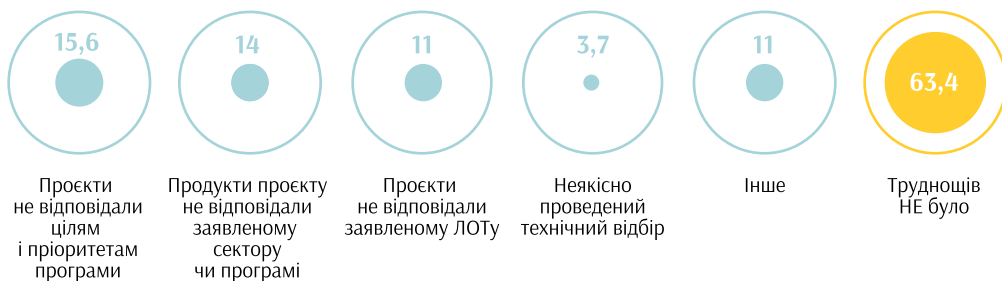 15,6
14
11
3,7
11
63,4
Проєкти
не відповідали
цілям
і пріоритетам
програми
Продукти проєкту
не відповідали
заявленому
сектору
чи програмі
Проєкти
не відповідали
заявленому ЛОТу
Неякісно
проведений
технічний відбір
Інше
Труднощів
НЕ було